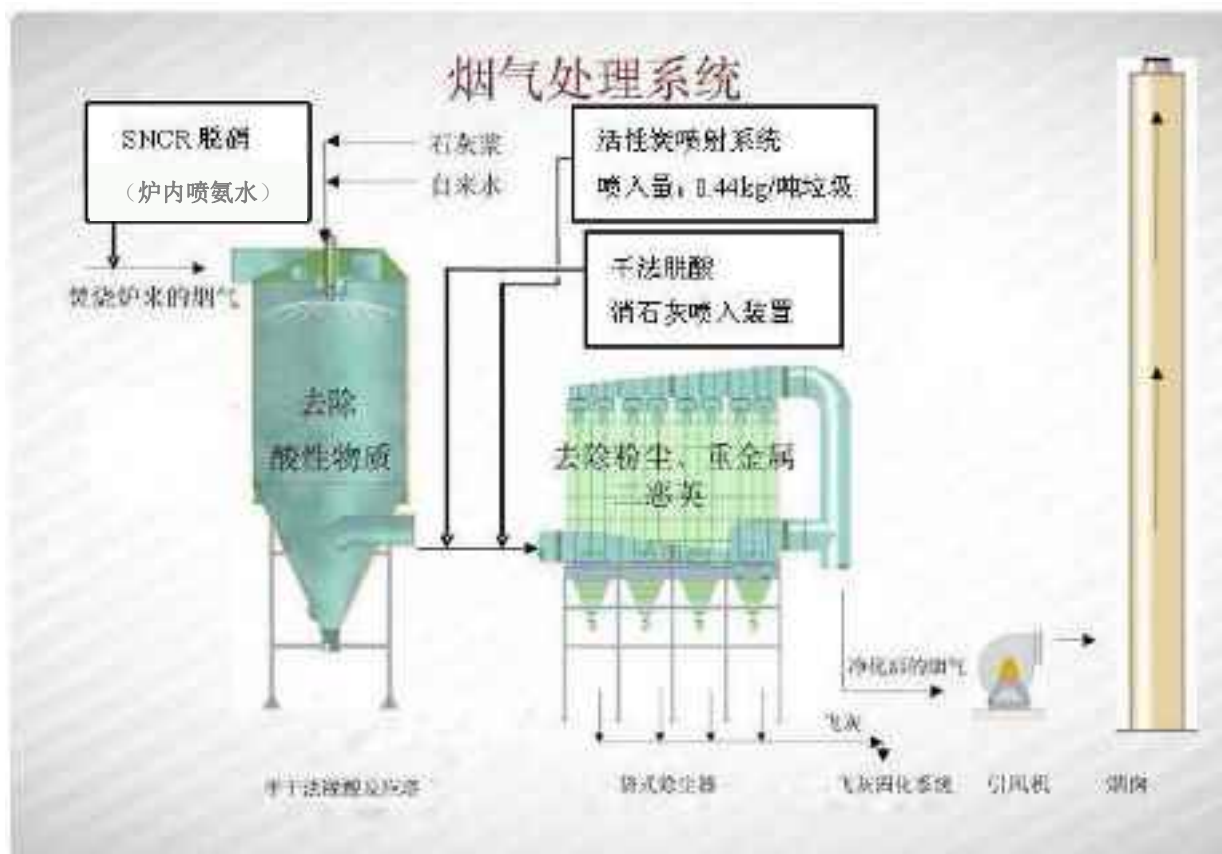 烟气处理系统
SNCR 脱硝
（炉内喷氨水）
石灰浆
自来水
活性炭喷射系统
喷入量：0.44kg/吨垃圾
干法脱酸
消石灰喷入装置
焚烧炉来的烟气
去除
酸性物质
去除粉尘、重金属
二恶英
净化后的烟气
飞灰
半干法脱酸反应塔
袋式除尘器
飞灰固化系统
引风机
烟囱